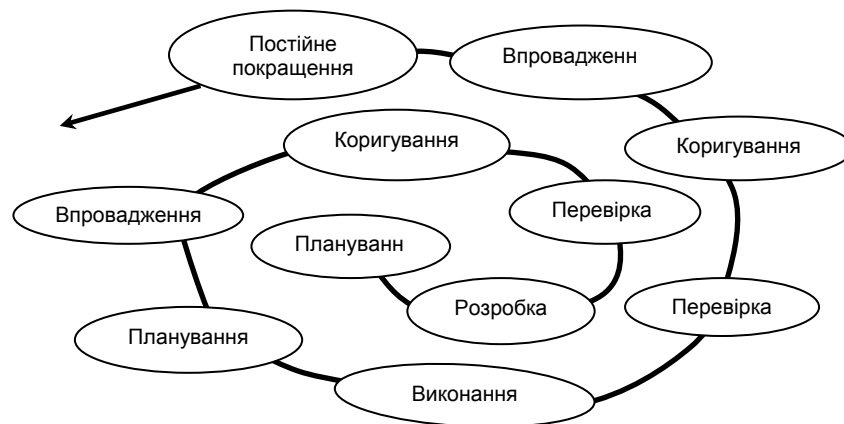 Постійне
покращення
Впровадженн
Коригування
Коригування
Впровадження
Перевірка
Плануванн
Розробка
Перевірка
Планування
Виконання